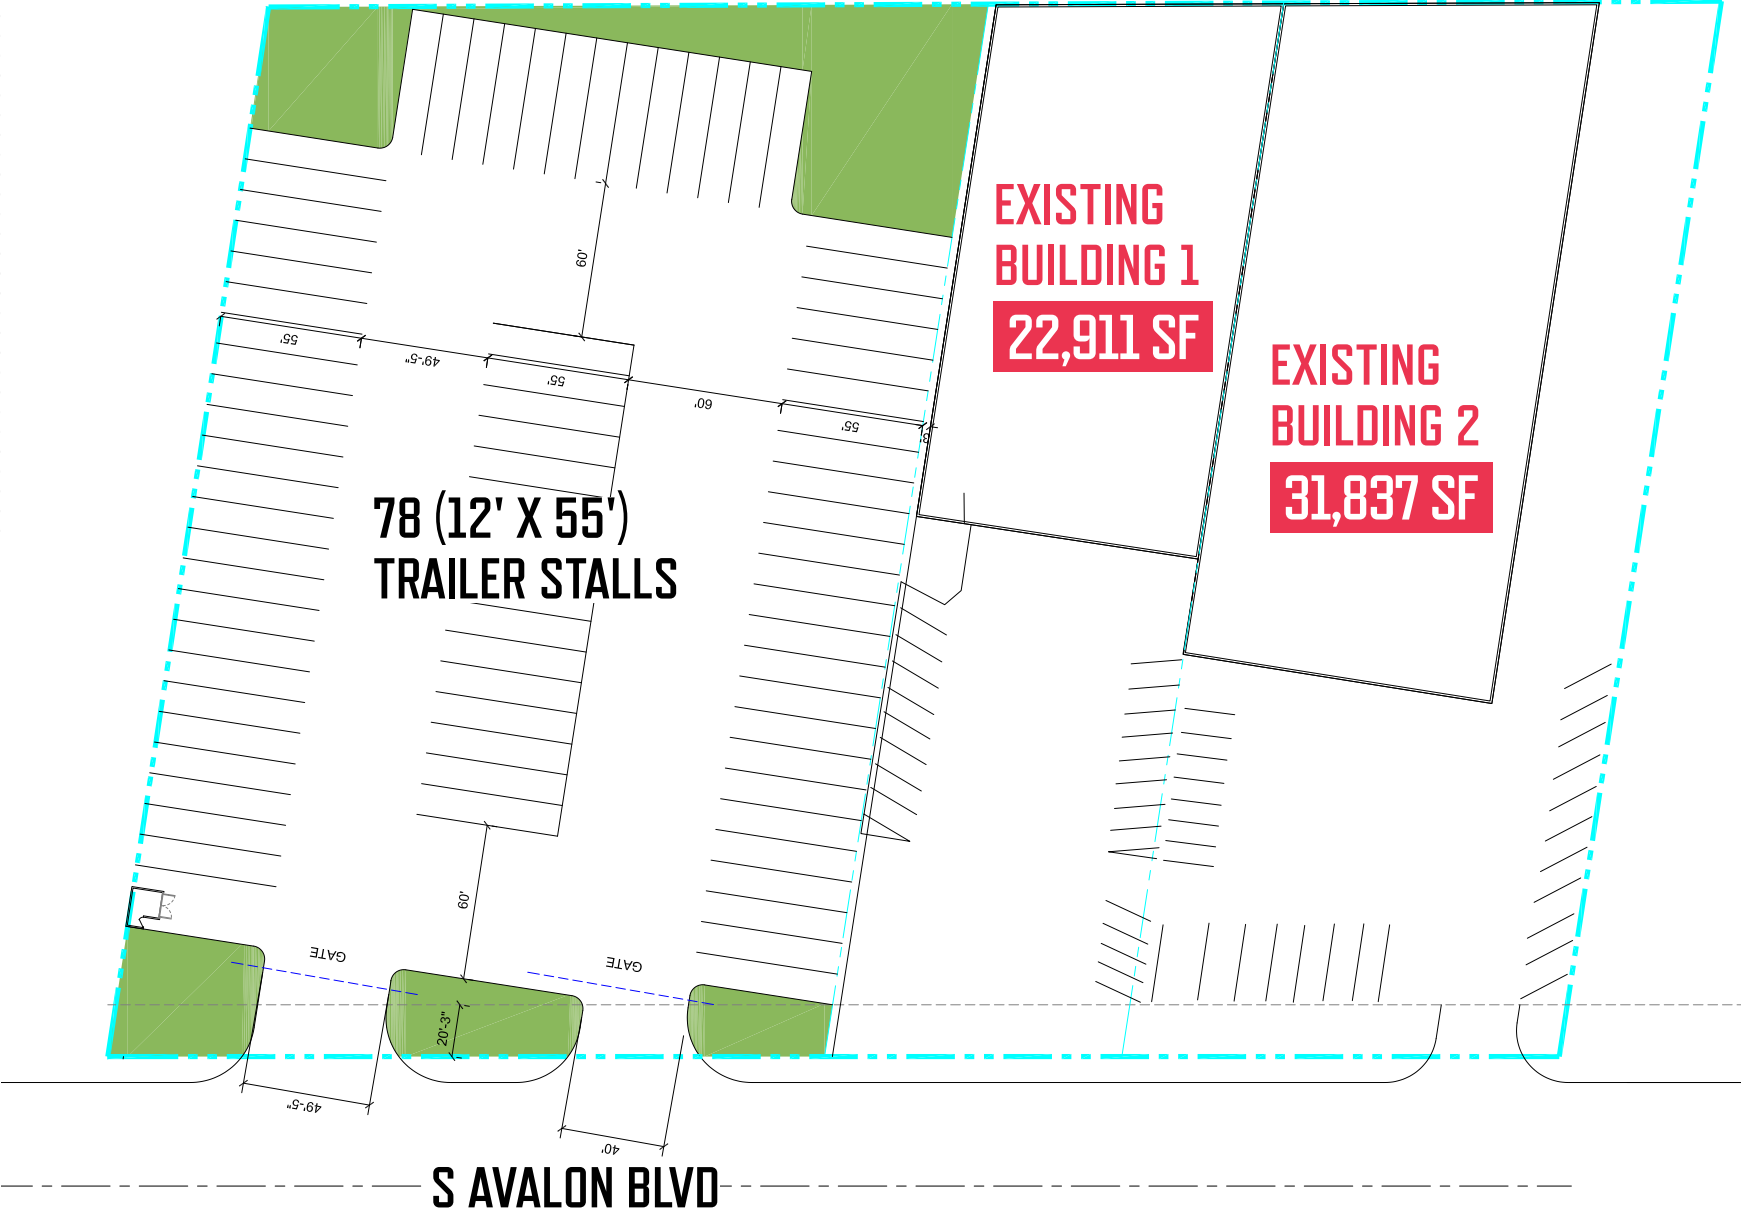 EXISTING
BUILDING 1
22,911 SF
EXISTING
BUILDING 2
31,837 SF
60'
55'
49'-5"
55'
60'
55'
3'
78 (12' X 55')
TRAILER STALLS
60'
GATE
GATE
20'-3"
49'-5"
40'
S AVALON BLVD